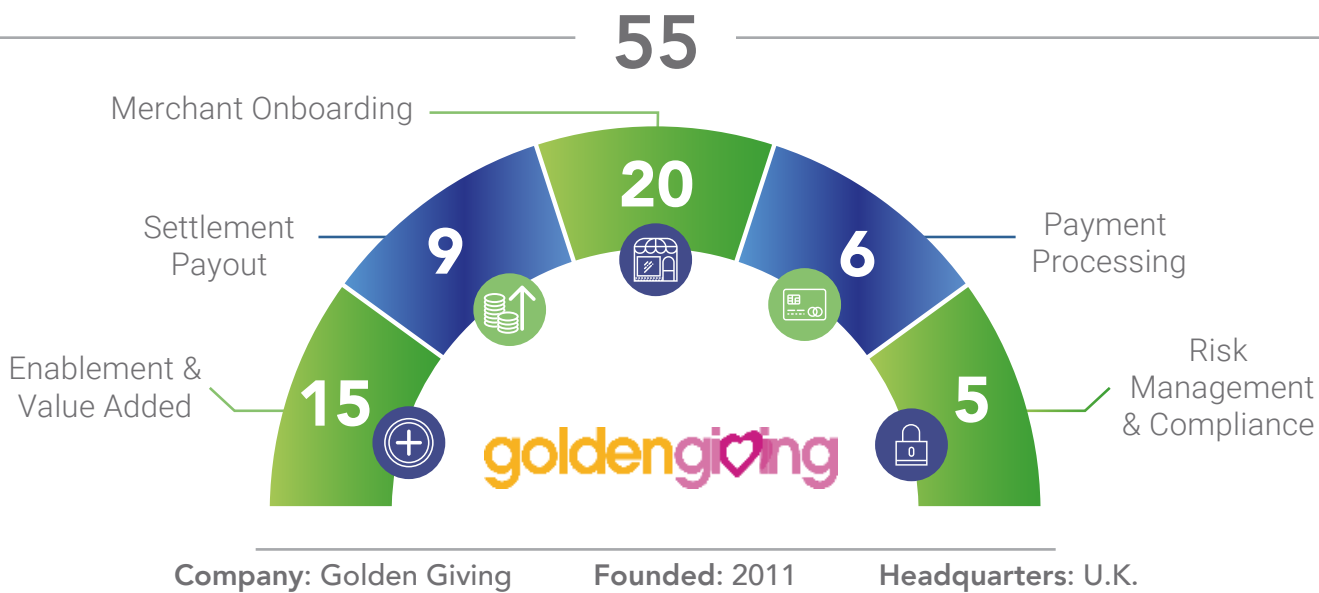 55
Merchant Onboarding
20
Settlement
Payout
9
6
Payment
Processing
Enablement &
Value Added
15
5
Risk
Management
& Compliance
goldengiving
Company: Golden Giving Founded: 2011 Headquarters: U.K.